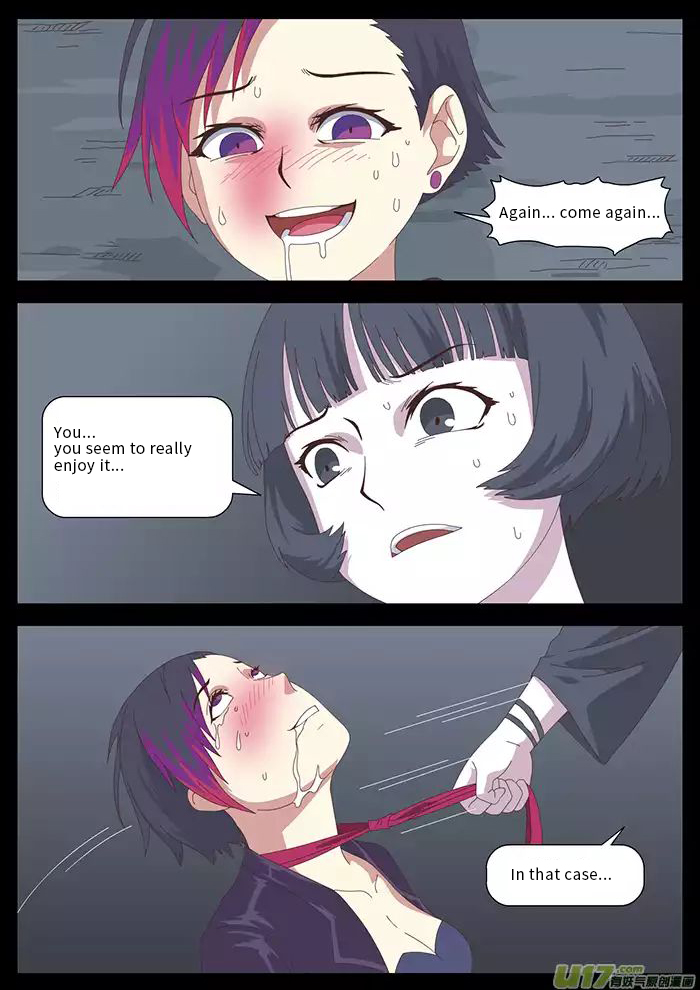 Again... come again...
You...
you seem to really
enjoy it...
In that case...
U17.com
有妖气原创漫画